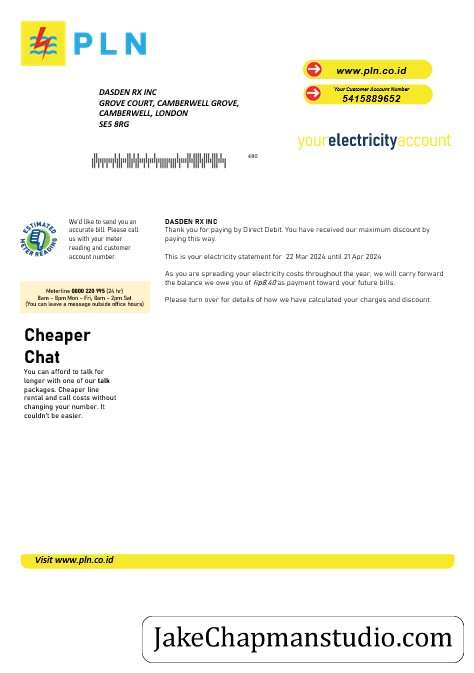 PLN
www.pln.co.id
Your Customer Account Number
5415889652
DASDEN RX INC
GROVE COURT, CAMBERWELL GROVE,
CAMBERWELL, LONDON
SE5 8RG
yourelectricityaccount
ESTIMATED
METER READING
We'd like to send you an
accurate bill. Please call
us with your meter
reading and customer
account number.
Meterline 0800 220 995 (24 hr)
8am – 8pm Mon – Fri, 8am – 2pm Sat
(You can leave a message outside office hours)
DASDEN RX INC
Thank you for paying by Direct Debit. You have received our maximum discount by
paying this way.
This is your electricity statement for 22 Mar 2024 until 21 Apr 2024
As you are spreading your electricity costs throughout the year, we will carry forward
the balance we owe you of Rp8.40 as payment toward your future bills.
Please turn over for details of how we have calculated your charges and discount
Cheaper
Chat
You can afford to talk for
longer with one of our talk
packages. Cheaper line
rental and call costs without
changing your number. It
couldn't be easier.
Visit www.pln.co.id
JakeChapmanstudio.com